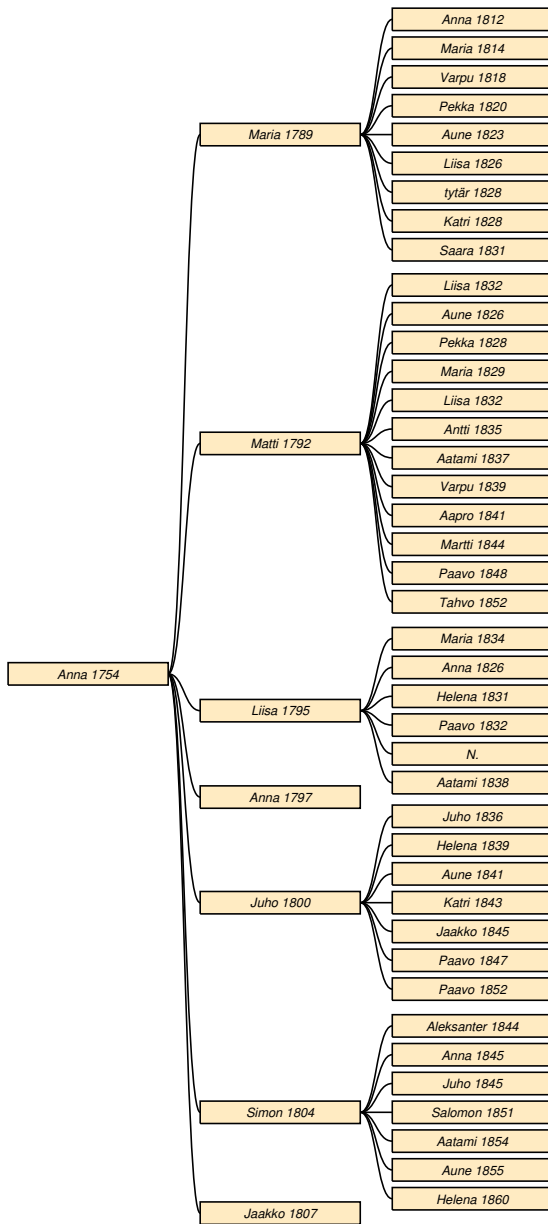 Anna 1812
Maria 1814
Varpu 1818
Pekka 1820
Maria 1789
Aune 1823
Liisa 1826
tytär 1828
Katri 1828
Saara 1831
Liisa 1832
Aune 1826
Pekka 1828
Maria 1829
Liisa 1832
Antti 1835
Matti 1792
Aatami 1837
Varpu 1839
Aapro 1841
Martti 1844
Paavo 1848
Tahvo 1852
Maria 1834
Anna 1754
Anna 1826
Helena 1831
Liisa 1795
Paavo 1832
N.
Aatami 1838
Anna 1797
Juho 1836
Helena 1839
Aune 1841
Juho 1800
Katri 1843
Jaakko 1845
Paavo 1847
Paavo 1852
Aleksanter 1844
Anna 1845
Juho 1845
Simon 1804
Salomon 1851
Aatami 1854
Aune 1855
Helena 1860
Jaakko 1807